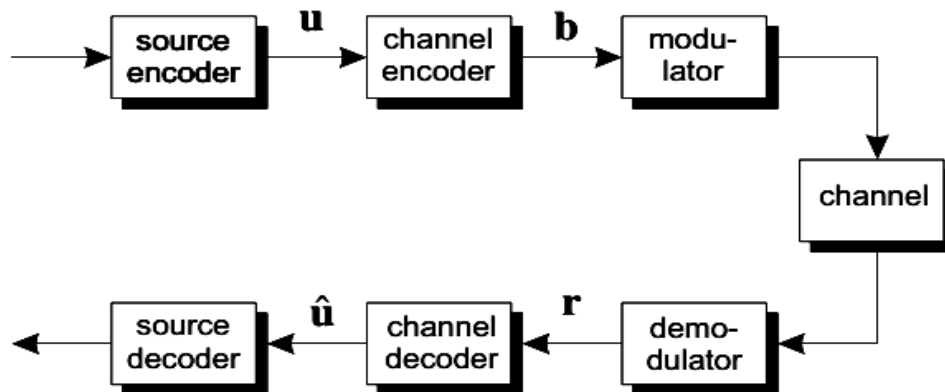 source
encoder
u
channel
encoder
b
modu-
lator
channel
demo-
dulator
r
channel
decoder
û
source
decoder